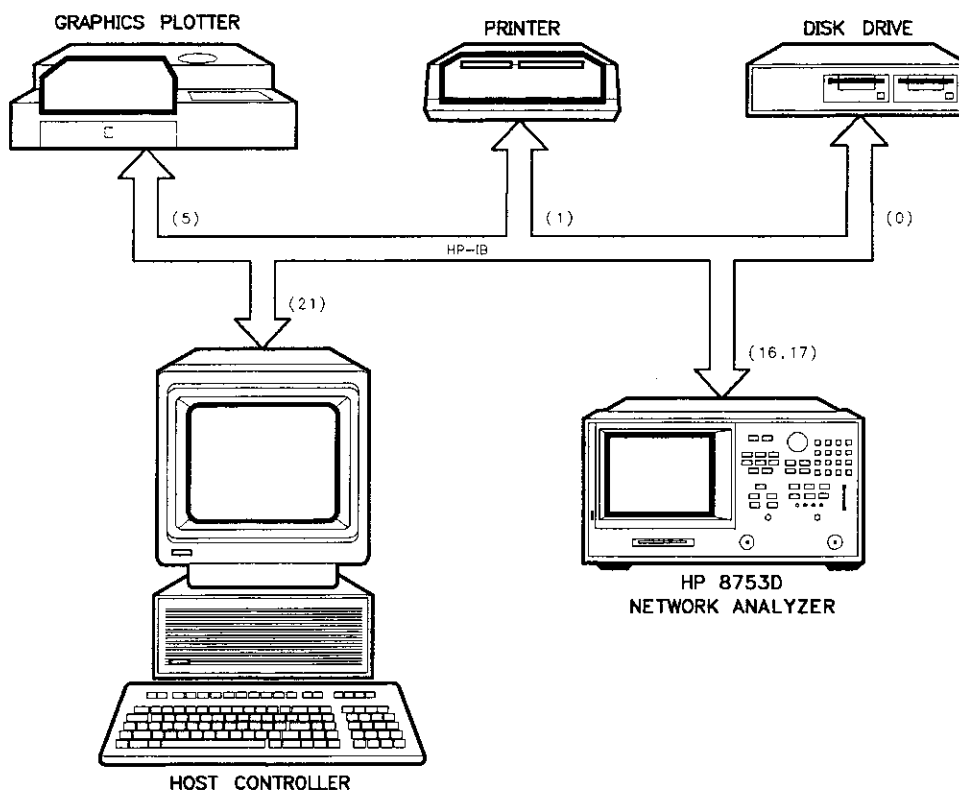 GRAPHICS PLOTTER
PRINTER
DISK DRIVE
(5)
(1)
(0)
HP-IB
(21)
(16,17)
HP 8753D
NETWORK ANALYZER
HOST CONTROLLER